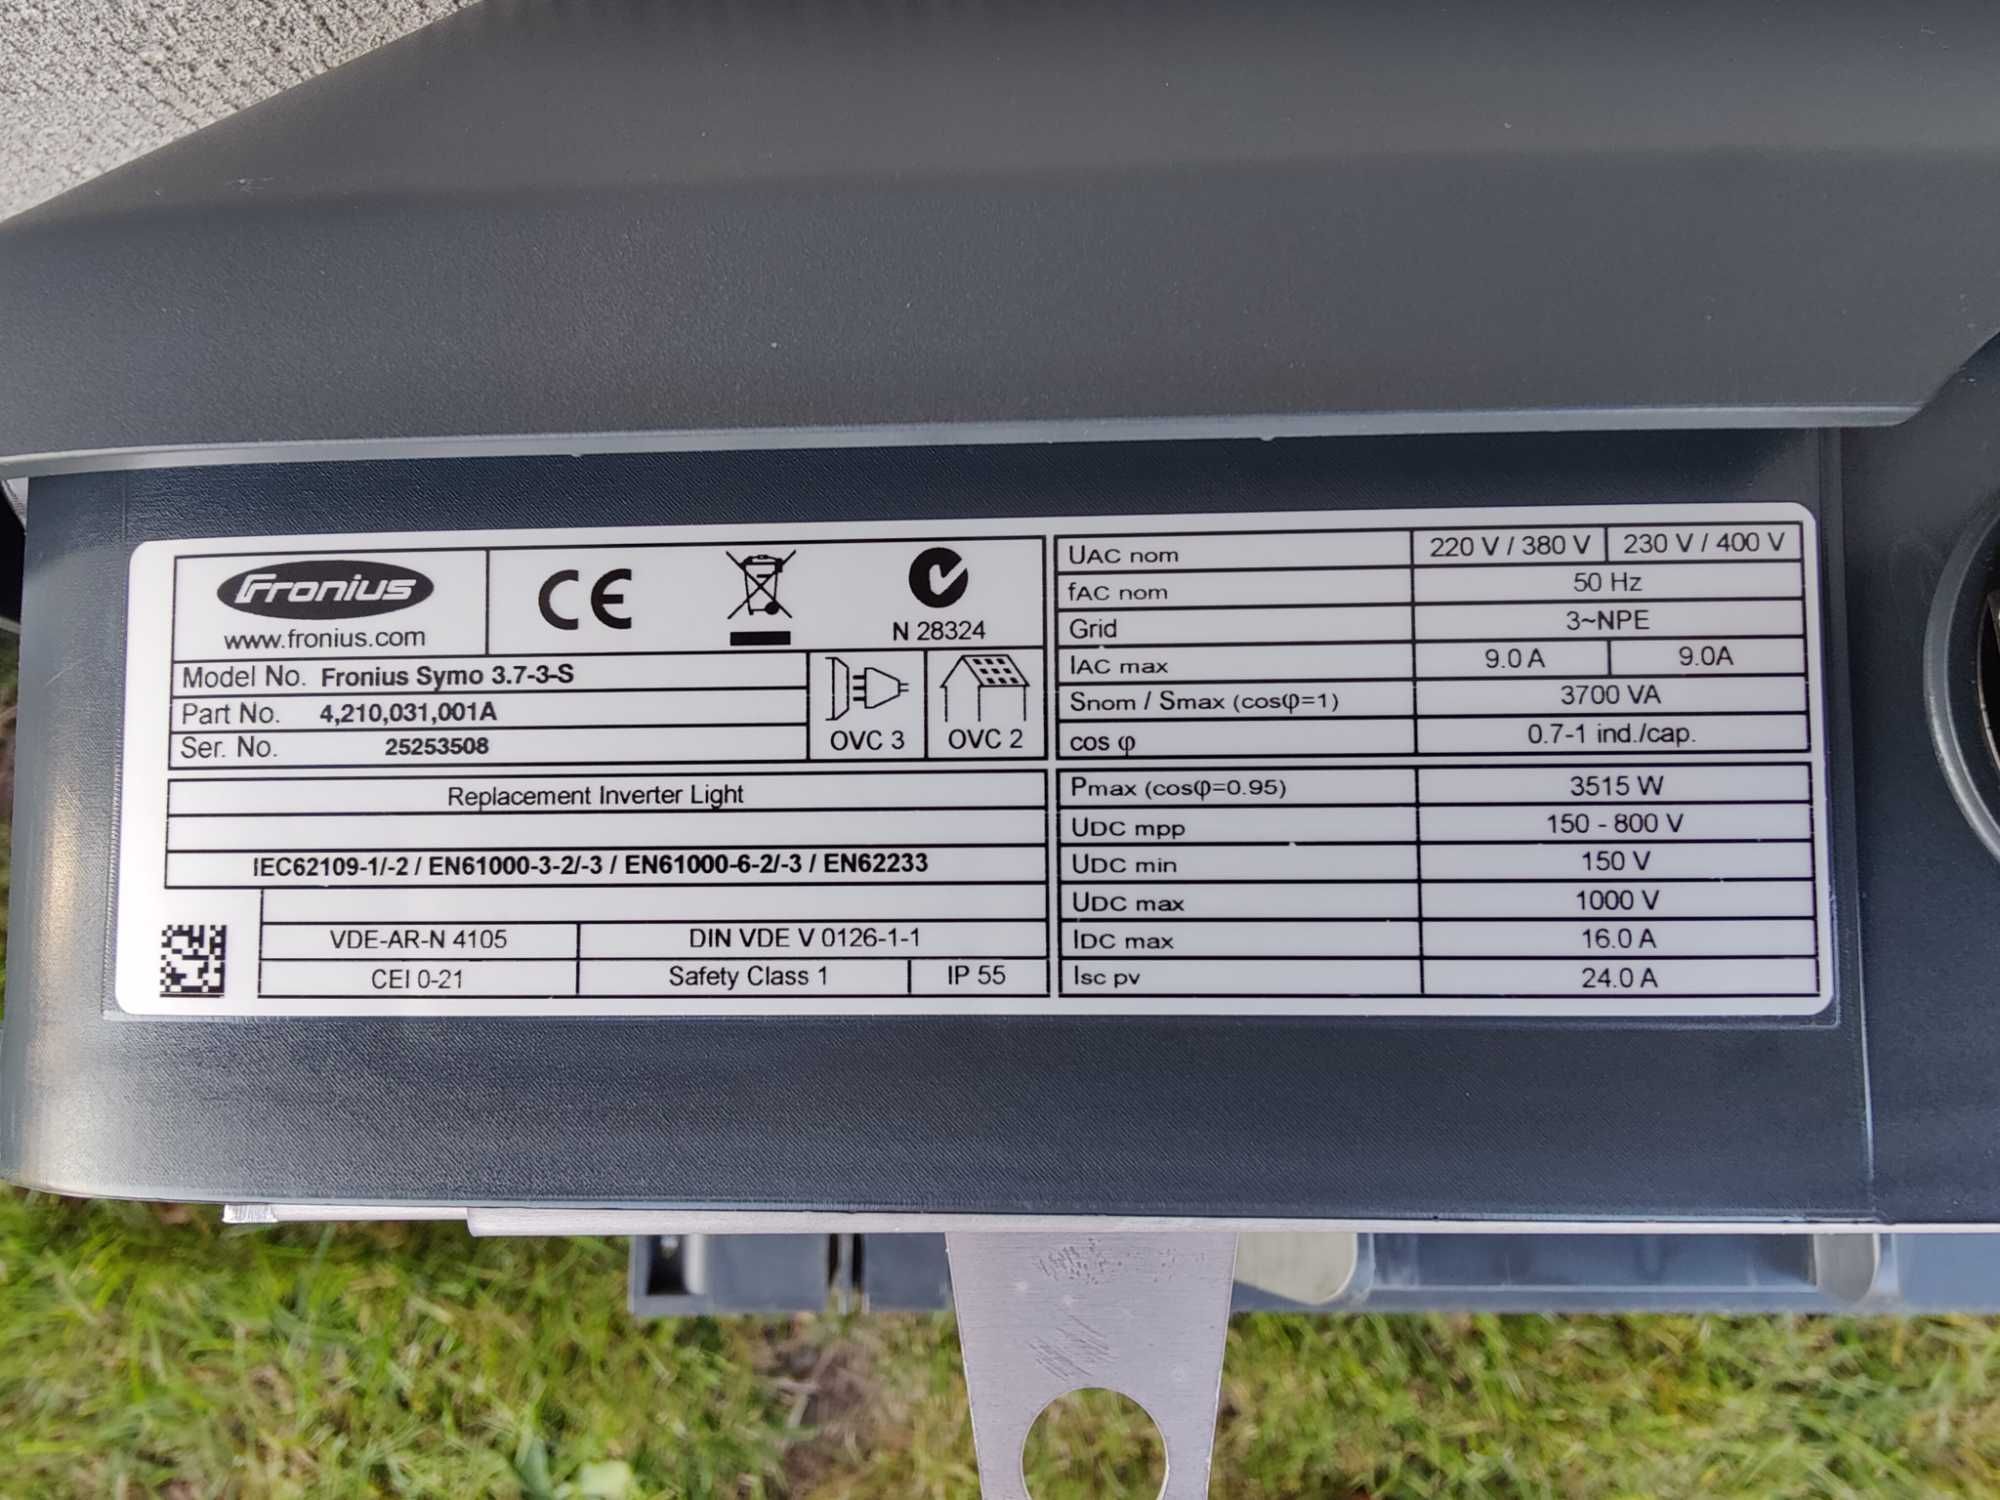 Fronius
www.fronius.com
CE
N 28324
Model No. Fronius Symo 3.7-3-S
Part No. 4,210,031,001A
Ser. No. 25253508
OVC 3
OVC 2
Replacement Inverter Light
IEC62109-1/-2 / EN61000-3-2/-3 / EN61000-6-2/-3 / EN62233
VDE-AR-N 4105 DIN VDE V 0126-1-1
CEI 0-21 Safety Class 1 IP 55
UAC nom 220 V / 380 V 230 V / 400 V
fAC nom 50 Hz
Grid 3~NPE
IAC max 9.0 A 9.0A
Snom / Smax (cosφ=1) 3700 VA
cos φ 0.7-1 ind./cap.
Pmax (cosφ=0.95) 3515 W
UDC mpp 150 - 800 V
UDC min 150 V
UDC max 1000 V
IDC max 16.0 A
Isc pv 24.0 A